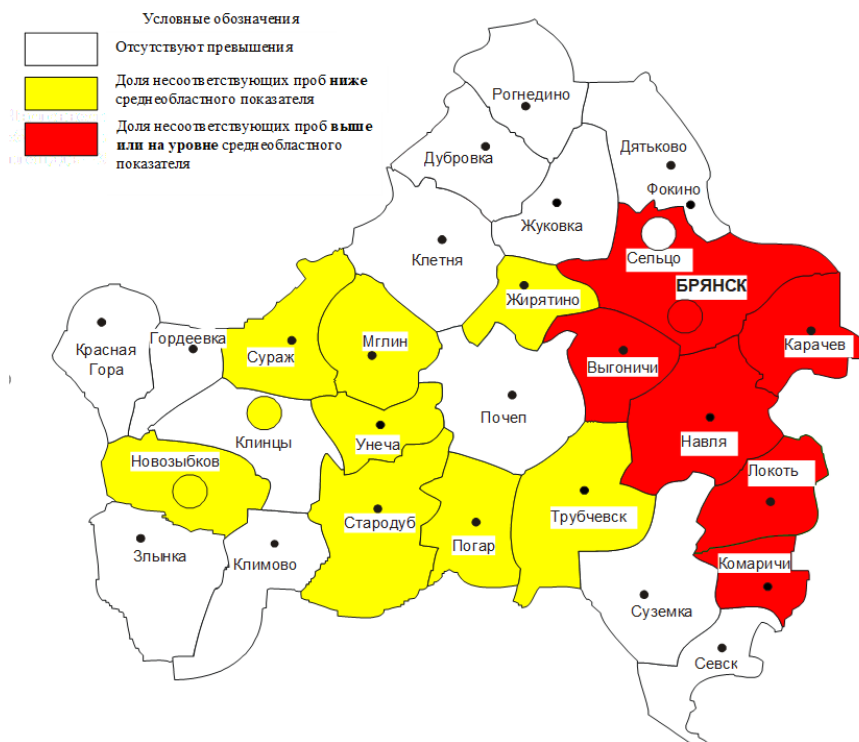 Условные обозначения
Отсутствуют превышения
Доля несоответствующих проб ниже
среднеобластного показателя
Доля несоответствующих проб выше
или на уровне среднеобластного
показателя
Рогнедино
Дубровка
Дятьково
Фокино
Жуковка
Клетня
Сельцо
БРЯНСК
Жирятино
Гордеевка
Мглин
Красная
Гора
Сураж
Выгоничи
Карачев
Почеп
Унеча
Клинцы
Навля
Новозыбков
Локоть
Стародуб
Погар
Трубчевск
Злынка
Климово
Комаричи
Суземка
Севск